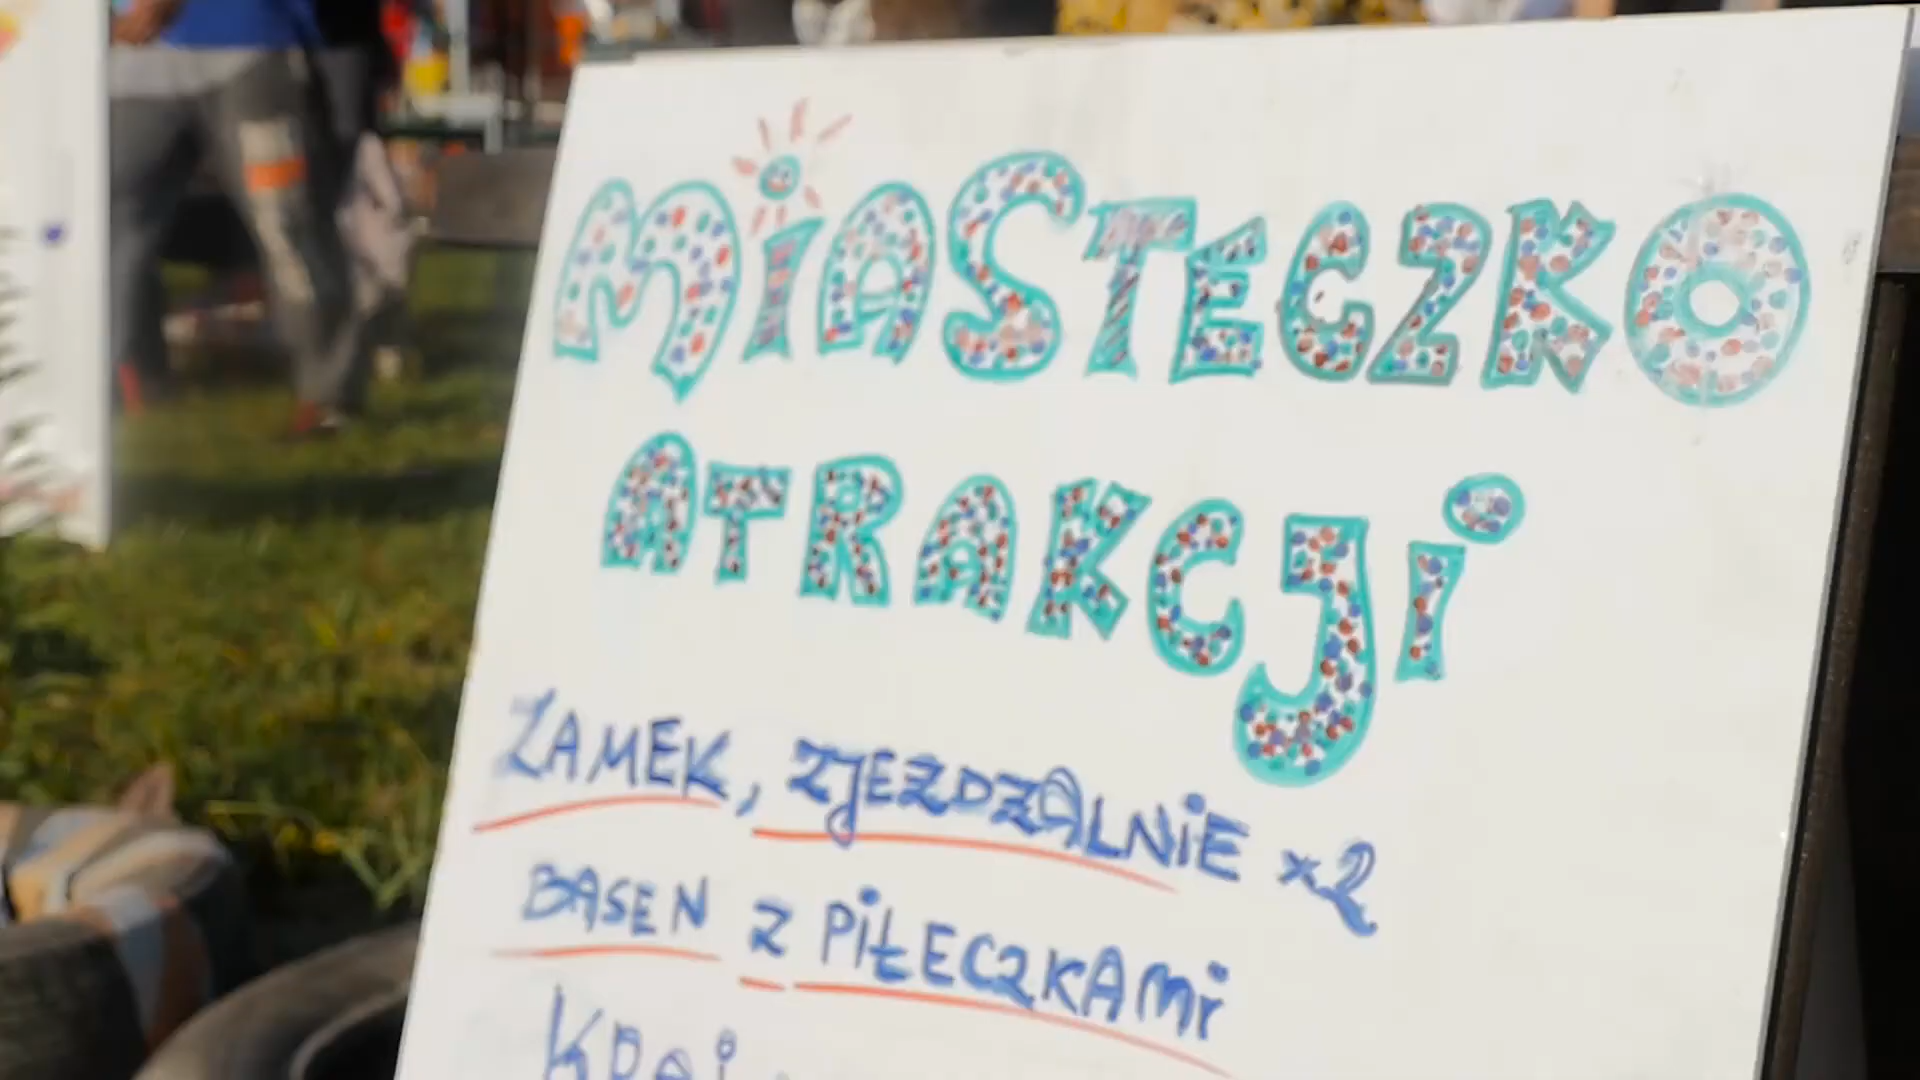 MiASTECZKO
ATRAKCJi
ZAMEK, ZJEZDZALNiE x2
BASEN Z PiŁECZKAMi